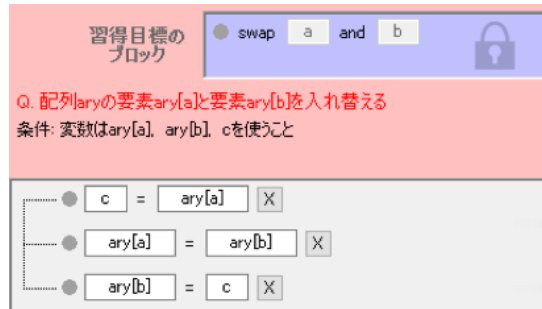 習得目標の
ブロック
swap a and b
Q. 配列aryの要素ary[a]と要素ary[b]を入れ替える
条件: 変数はary[a], ary[b], cを使うこと
c = ary[a] X
ary[a] = ary[b] X
ary[b] = c X